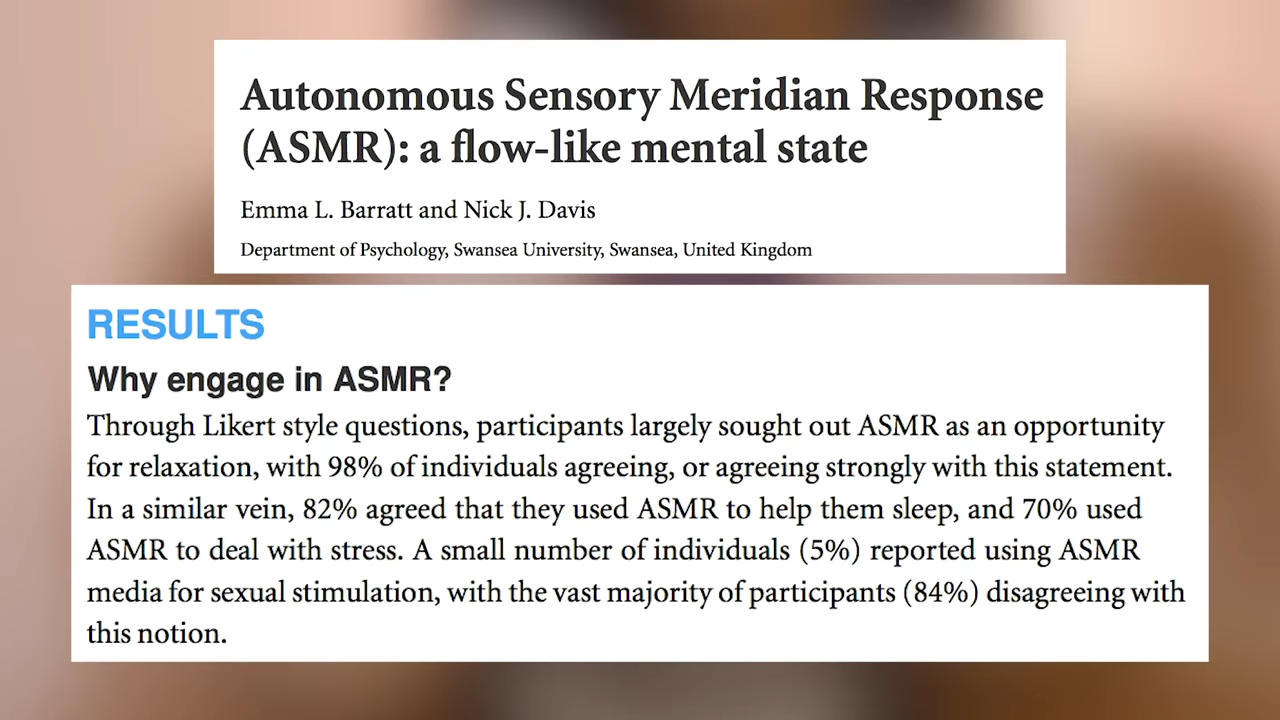 Autonomous Sensory Meridian Response
(ASMR): a flow-like mental state
Emma L. Barratt and Nick J. Davis
Department of Psychology, Swansea University, Swansea, United Kingdom
RESULTS
Why engage in ASMR?
Through Likert style questions, participants largely sought out ASMR as an opportunity
for relaxation, with 98% of individuals agreeing, or agreeing strongly with this statement.
In a similar vein, 82% agreed that they used ASMR to help them sleep, and 70% used
ASMR to deal with stress. A small number of individuals (5%) reported using ASMR
media for sexual stimulation, with the vast majority of participants (84%) disagreeing with
this notion.